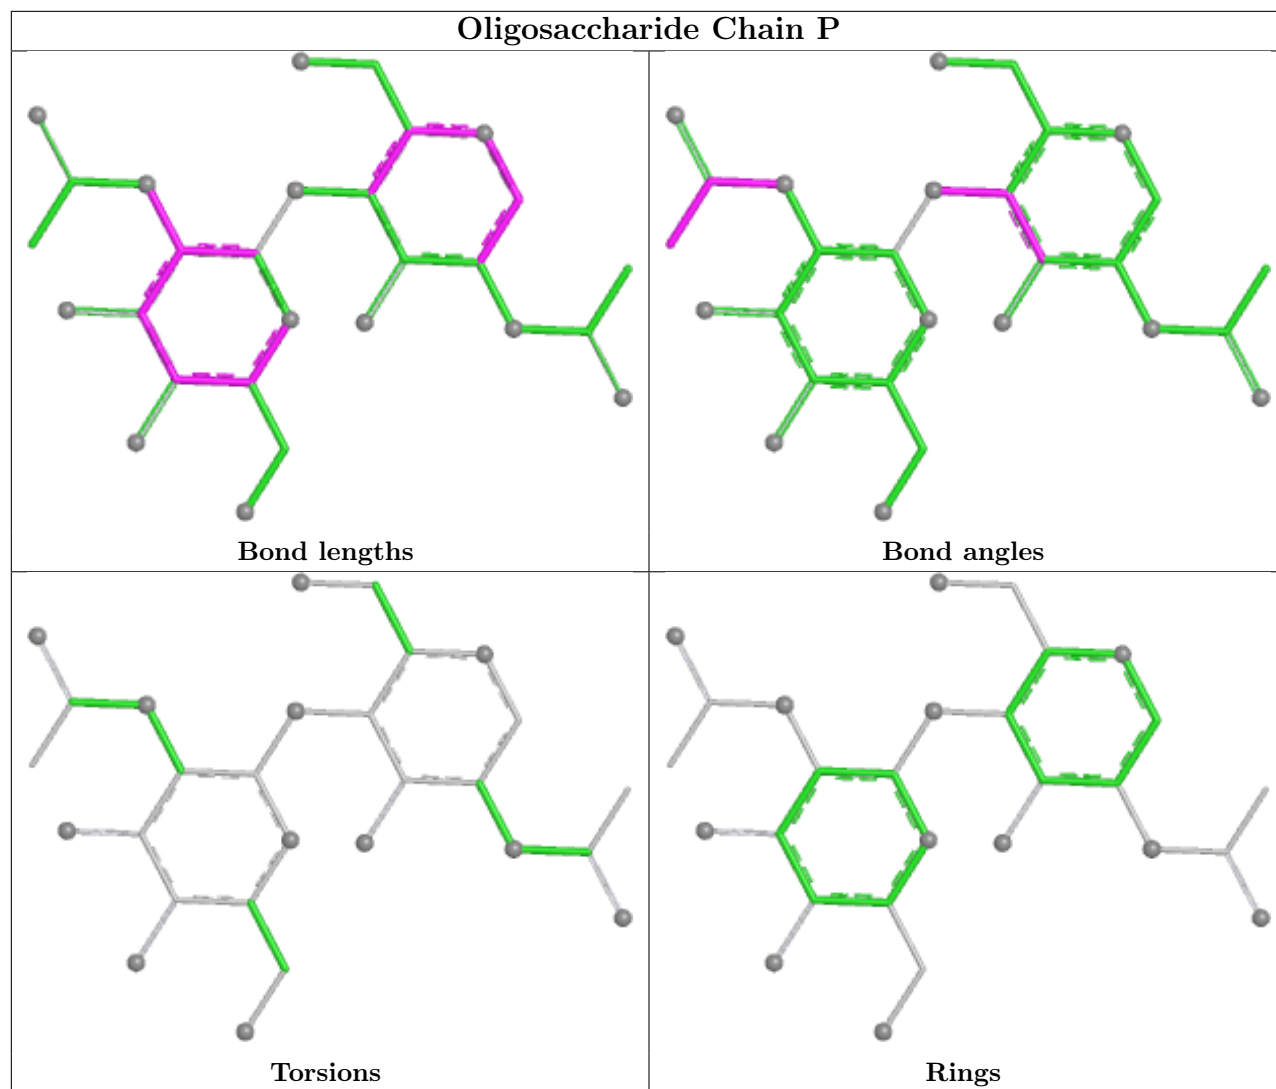 Oligosaccharide Chain P
Bond lengths
Bond angles
Torsions
Rings